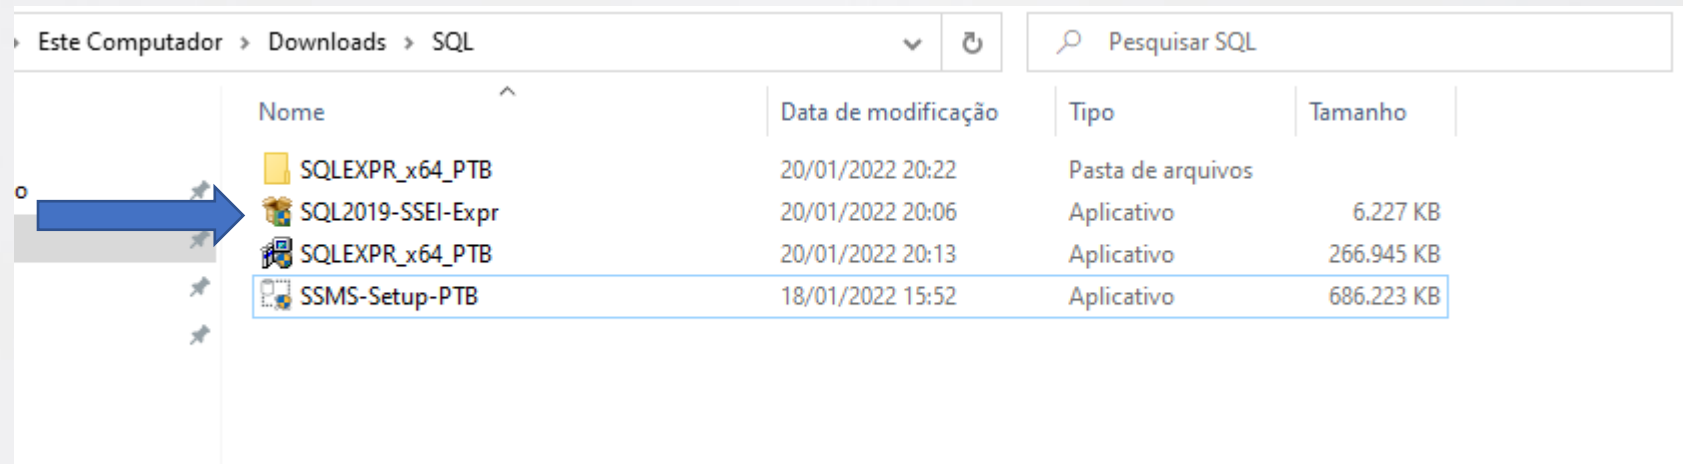 Este Computador > Downloads > SQL Pesquisar SQL
Nome Data de modificação Tipo Tamanho
SQLEXPR_x64_PTB 20/01/2022 20:22 Pasta de arquivos
o
SQL2019-SSEI-Expr 20/01/2022 20:06 Aplicativo 6.227 KB
SQLEXPR_x64_PTB 20/01/2022 20:13 Aplicativo 266.945 KB
SSMS-Setup-PTB 18/01/2022 15:52 Aplicativo 686.223 KB